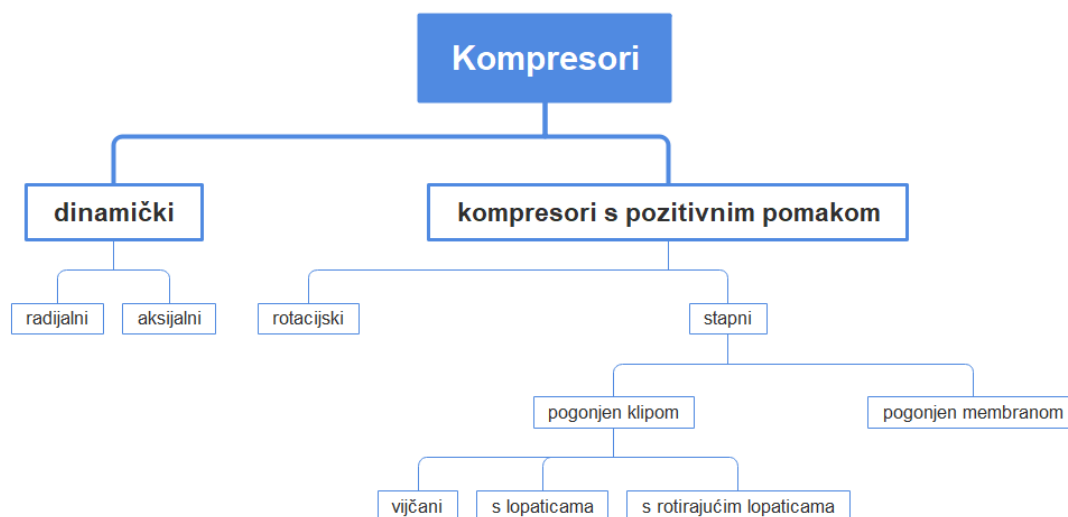 Kompresori
dinamički
kompresori s pozitivnim pomakom
radijalni
aksijalni
rotacijski
stapni
pogonjen klipom
pogonjen membranom
vijčani
s lopaticama
s rotirajućim lopaticama